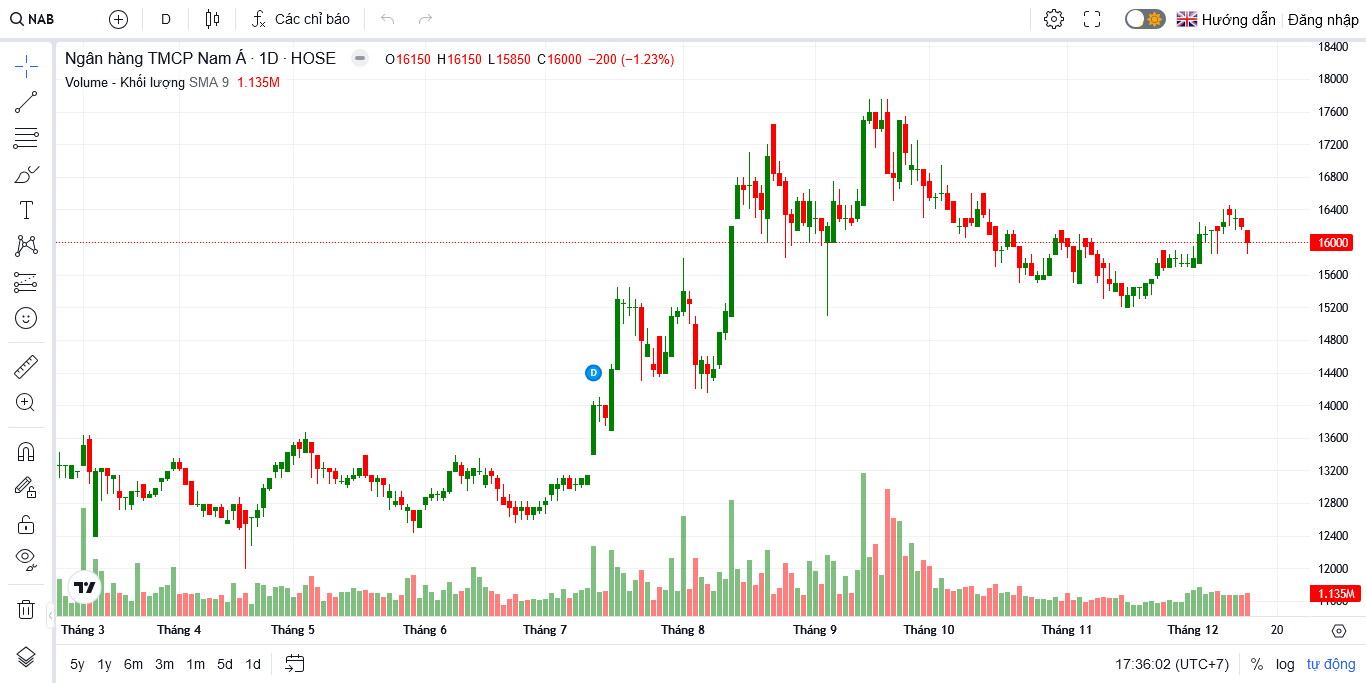 NAB D Các chỉ báo Hướng dẫn Đăng nhập
Ngân hàng TMCP Nam Á · 1D · HOSE O16150 H16150 L15850 C16000 −200 (−1.23%)
Volume - Khối lượng SMA 9 1.135M
18400
18000
17600
17200
16800
16400
16000
15600
15200
14800
14400
D
14000
13600
13200
12800
12400
12000
1.135M
Tháng 3 Tháng 4 Tháng 5 Tháng 6 Tháng 7 Tháng 8 Tháng 9 Tháng 10 Tháng 11 Tháng 12 20
5y 1y 6m 3m 1m 5d 1d 17:36:02 (UTC+7) % log tự động